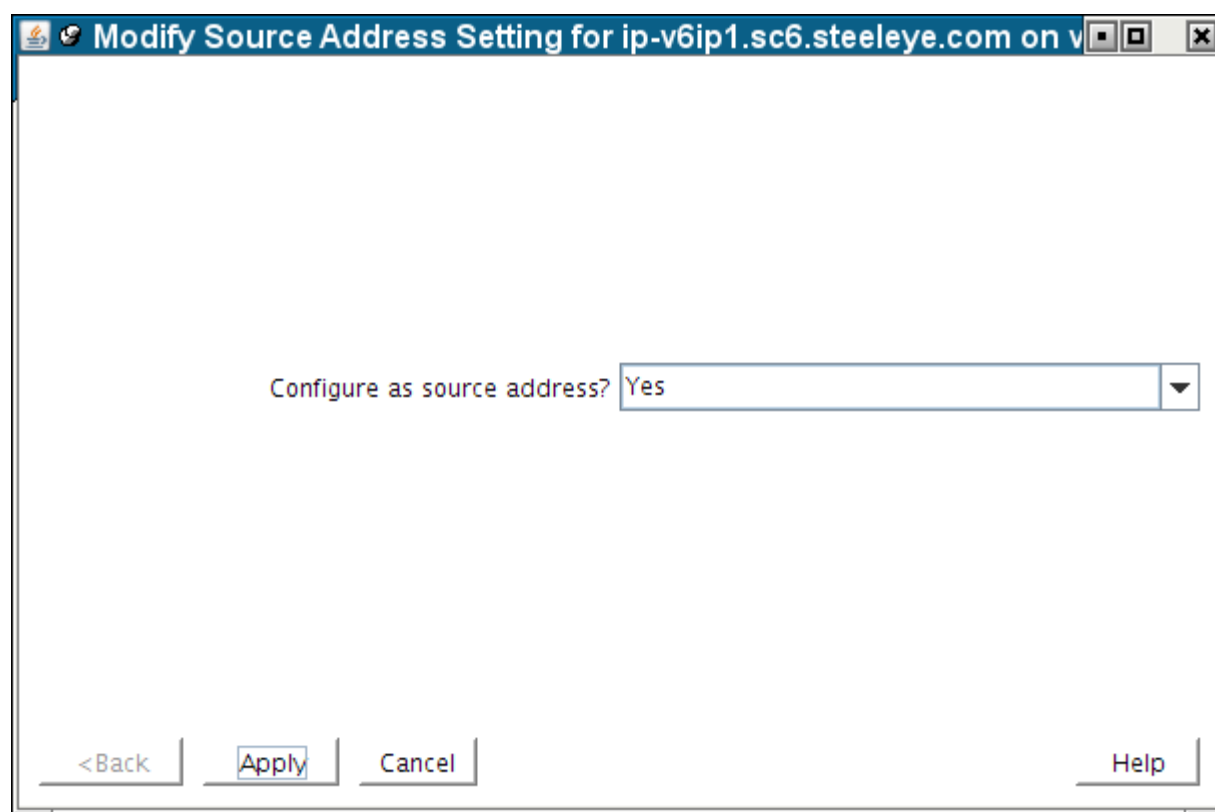 Modify Source Address Setting for ip-v6ip1.sc6.steeleye.com on v
Configure as source address? Yes
<Back Apply Cancel Help